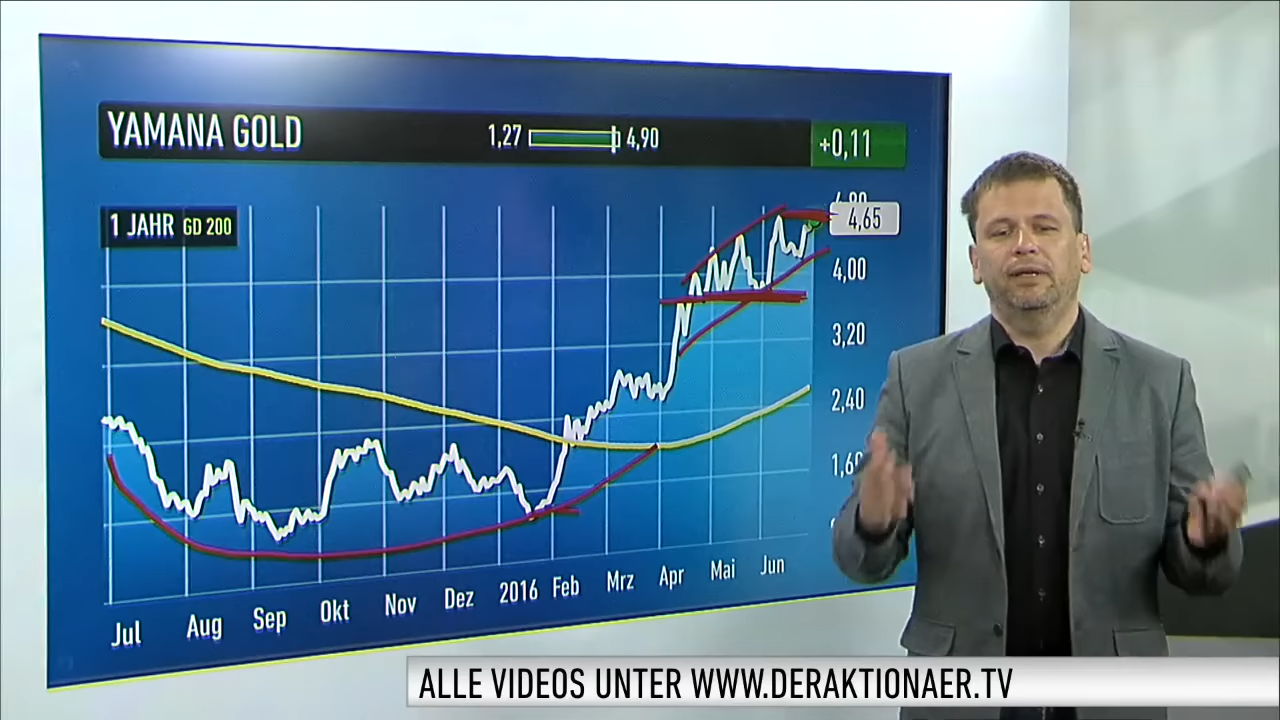 YAMANA GOLD
1,27 4,90
+0,11
1 JAHR GD 200
4,65
4,00
3,20
2,40
Jul Aug Sep Okt Nov Dez 2016 Feb Mrz Apr Mai Jun
ALLE VIDEOS UNTER WWW.DERAKTIONAER.TV